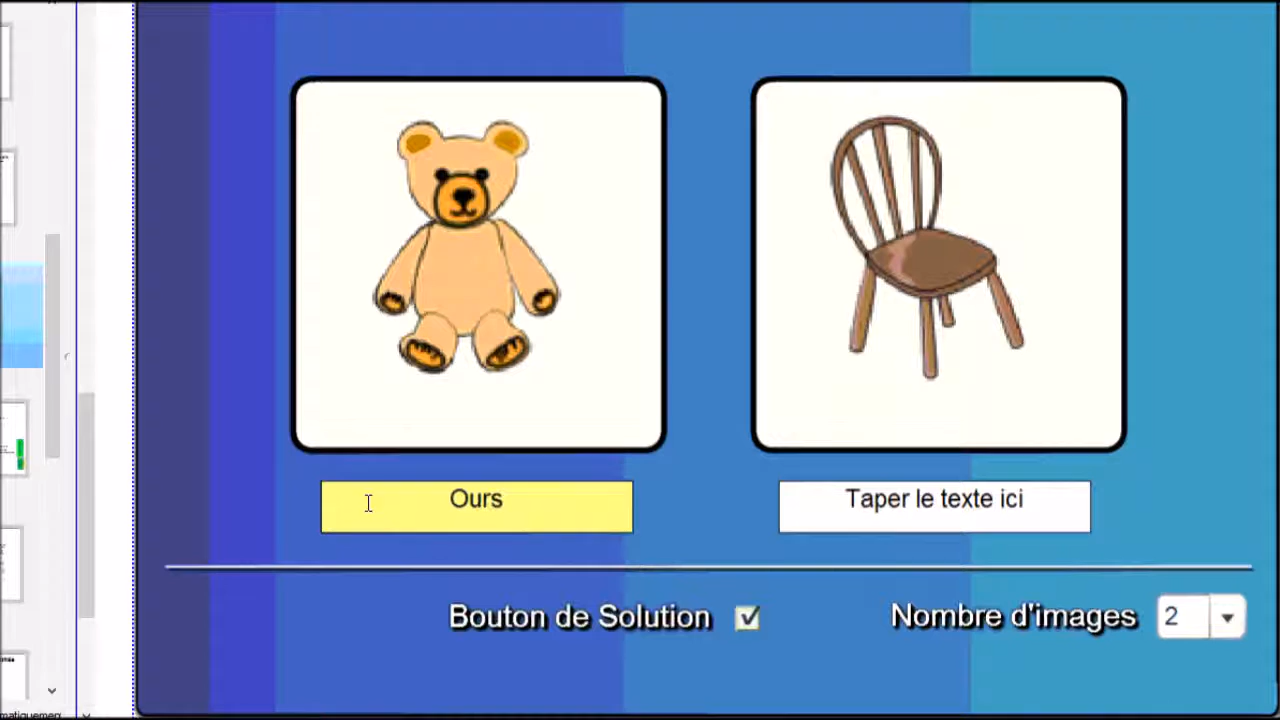 Ours
Taper le texte ici
Bouton de Solution
Nombre d'images 2